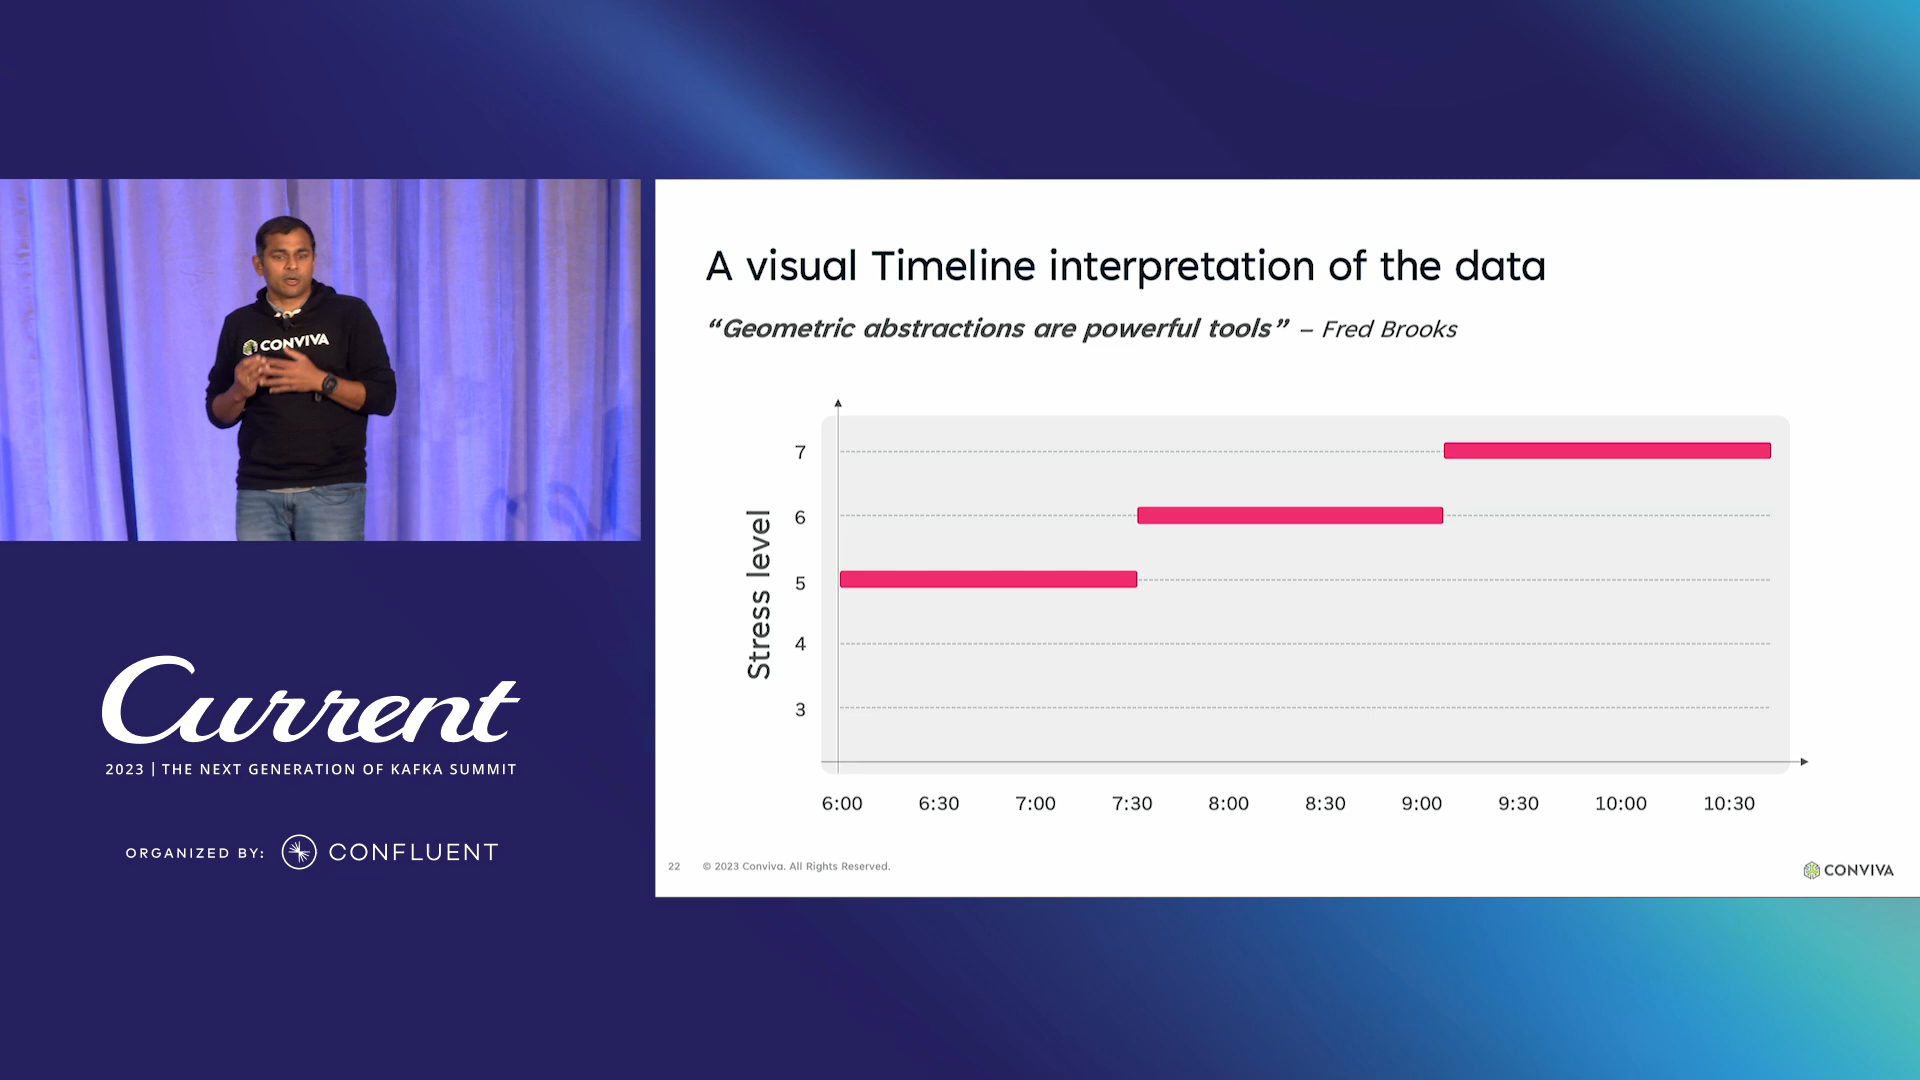 CONVIVA
Current
2023 | THE NEXT GENERATION OF KAFKA SUMMIT
ORGANIZED BY: CONFLUENT
A visual Timeline interpretation of the data
“Geometric abstractions are powerful tools” – Fred Brooks
Stress level
7
6
5
4
3
6:00 6:30 7:00 7:30 8:00 8:30 9:00 9:30 10:00 10:30
22 © 2023 Conviva. All Rights Reserved.
CONVIVA